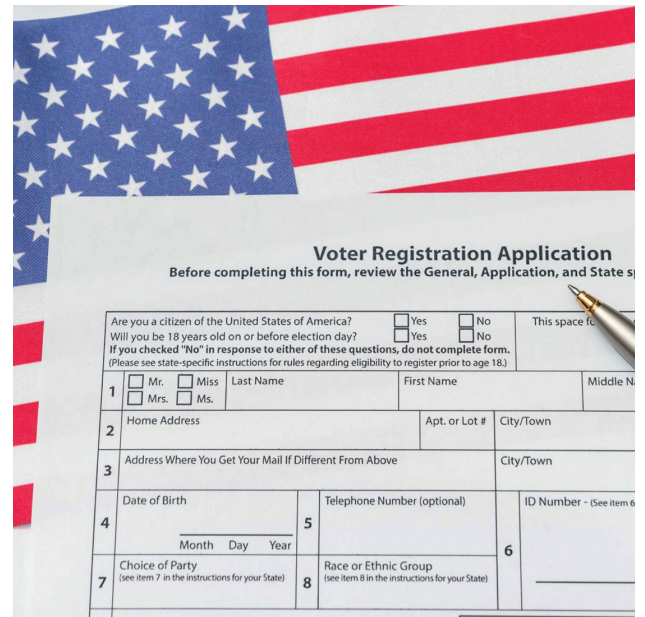 Voter Registration Application
Before completing this form, review the General, Application, and State
Are you a citizen of the United States of America? Yes No This space
Will you be 18 years old on or before election day? Yes No
If you checked "No" in response to either of these questions, do not complete form.
(Please see state-specific instructions for rules regarding eligibility to register prior to age 18.)
1 Mr. Miss Last Name First Name Middle
Mrs. Ms.
2 Home Address Apt. or Lot # City/Town
3 Address Where You Get Your Mail If Different From Above City/Town
4 Date of Birth 5 Telephone Number (optional) 6 ID Number - (See item 6
Month Day Year
7 Choice of Party 8 Race or Ethnic Group
(see item 7 in the instructions for your State) (see item 8 in the instructions for your State)